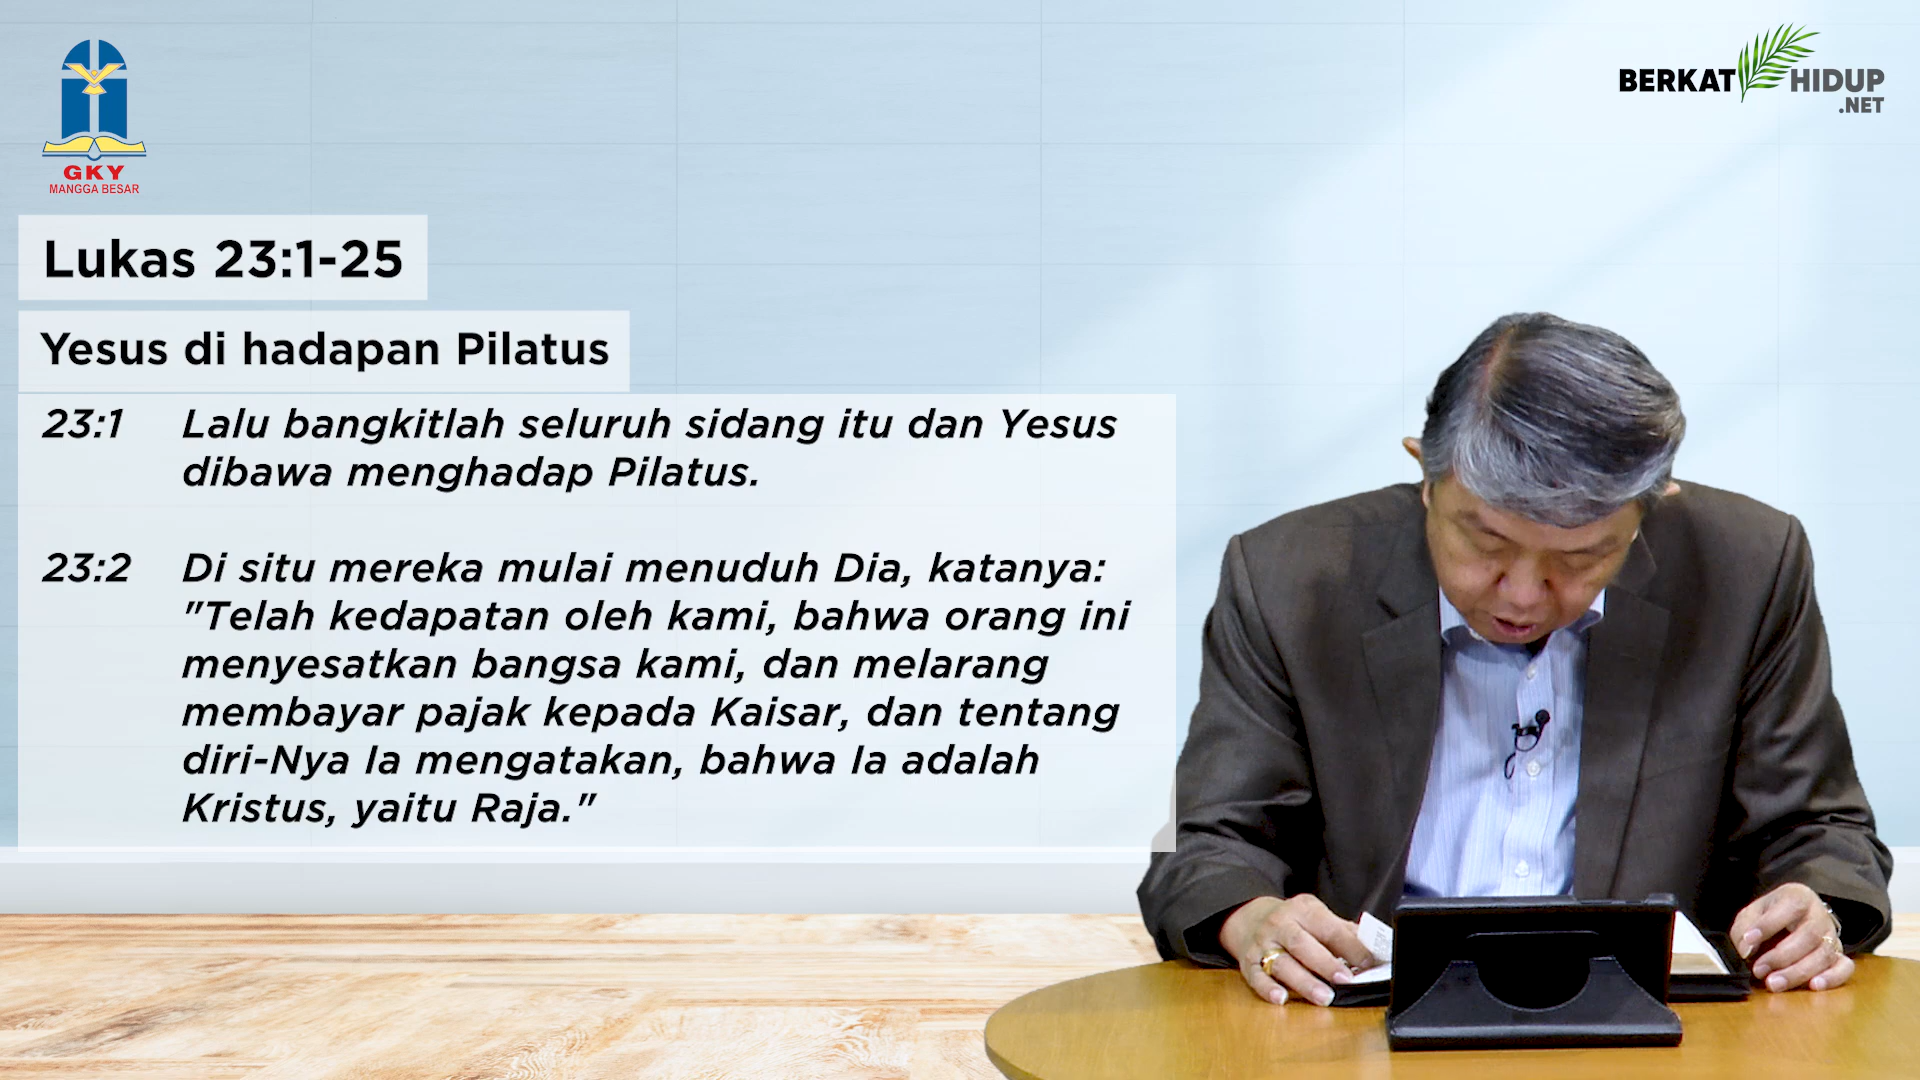 GKY
MANGGA BESAR
BERKAT HIDUP
.NET
Lukas 23:1-25
Yesus di hadapan Pilatus
23:1 Lalu bangkitlah seluruh sidang itu dan Yesus
dibawa menghadap Pilatus.
23:2 Di situ mereka mulai menuduh Dia, katanya:
"Telah kedapatan oleh kami, bahwa orang ini
menyesatkan bangsa kami, dan melarang
membayar pajak kepada Kaisar, dan tentang
diri-Nya Ia mengatakan, bahwa Ia adalah
Kristus, yaitu Raja."